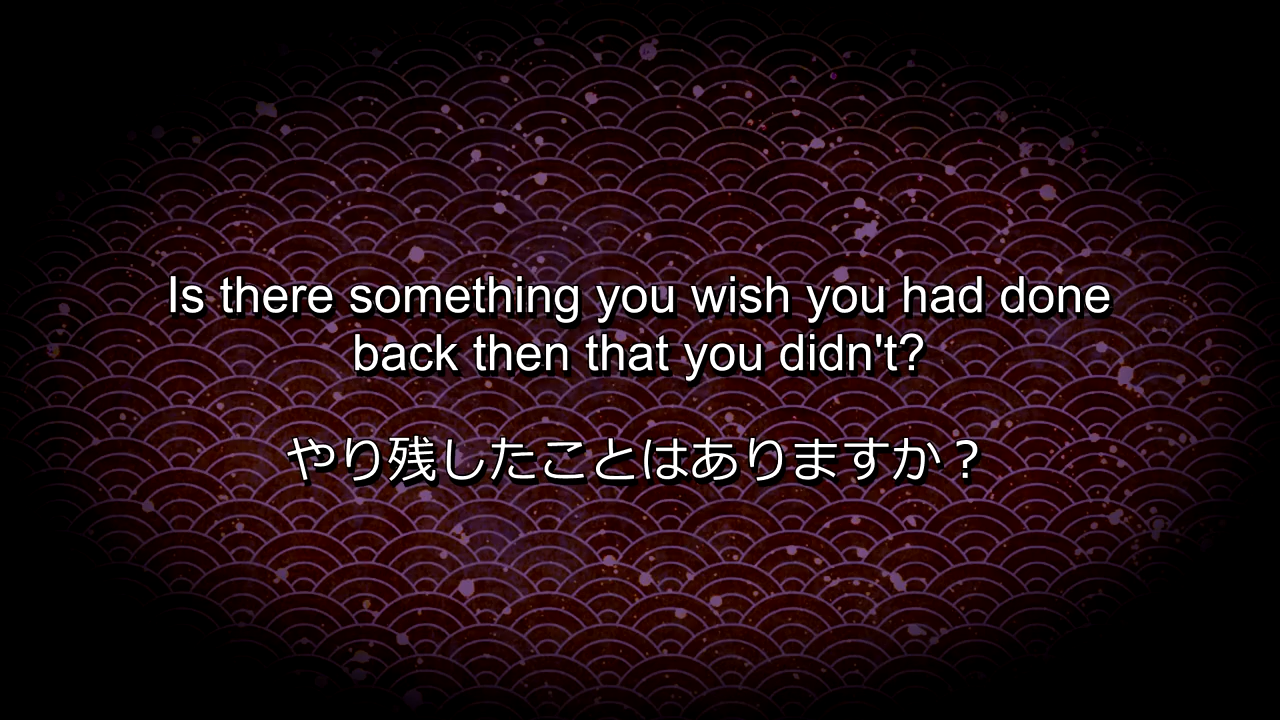 Is there something you wish you had done
back then that you didn't?
やり残したことはありますか？